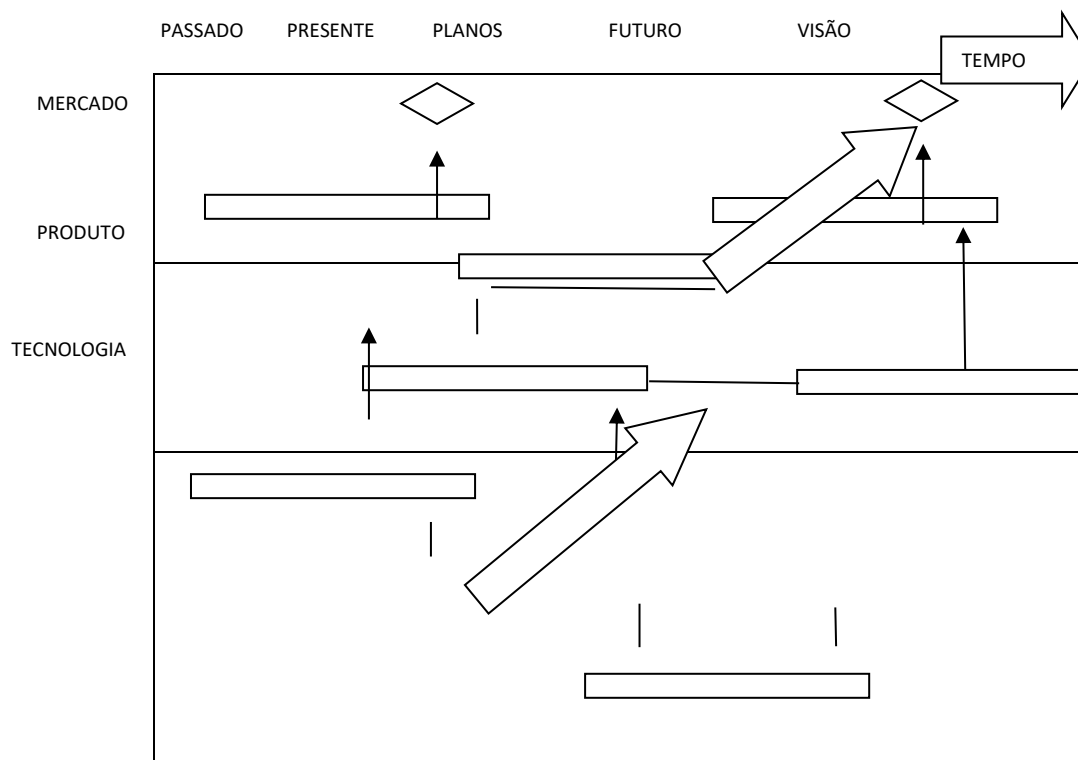 PASSADO PRESENTE PLANOS FUTURO VISÃO
TEMPO
MERCADO
PRODUTO
TECNOLOGIA